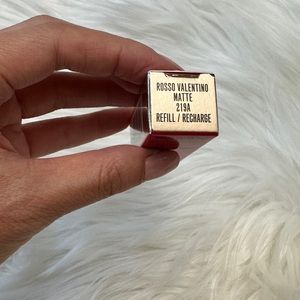 ROSSO VALENTINO
MATTE
219A
REFILL / RECHARGE